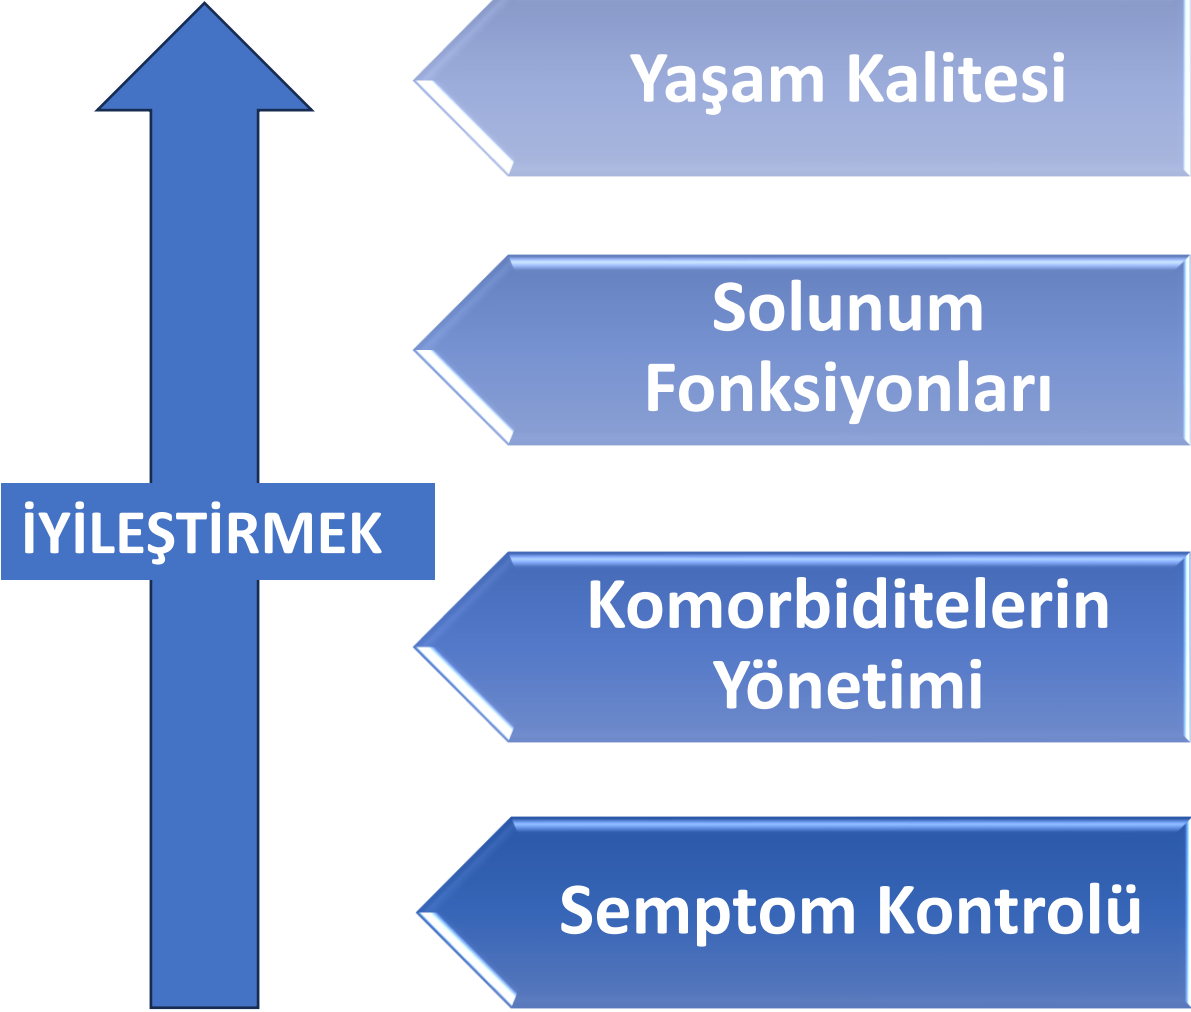 Yaşam Kalitesi
Solunum
Fonksiyonları
İYİLEŞTİRMEK
Komorbiditelerin
Yönetimi
Semptom Kontrolü